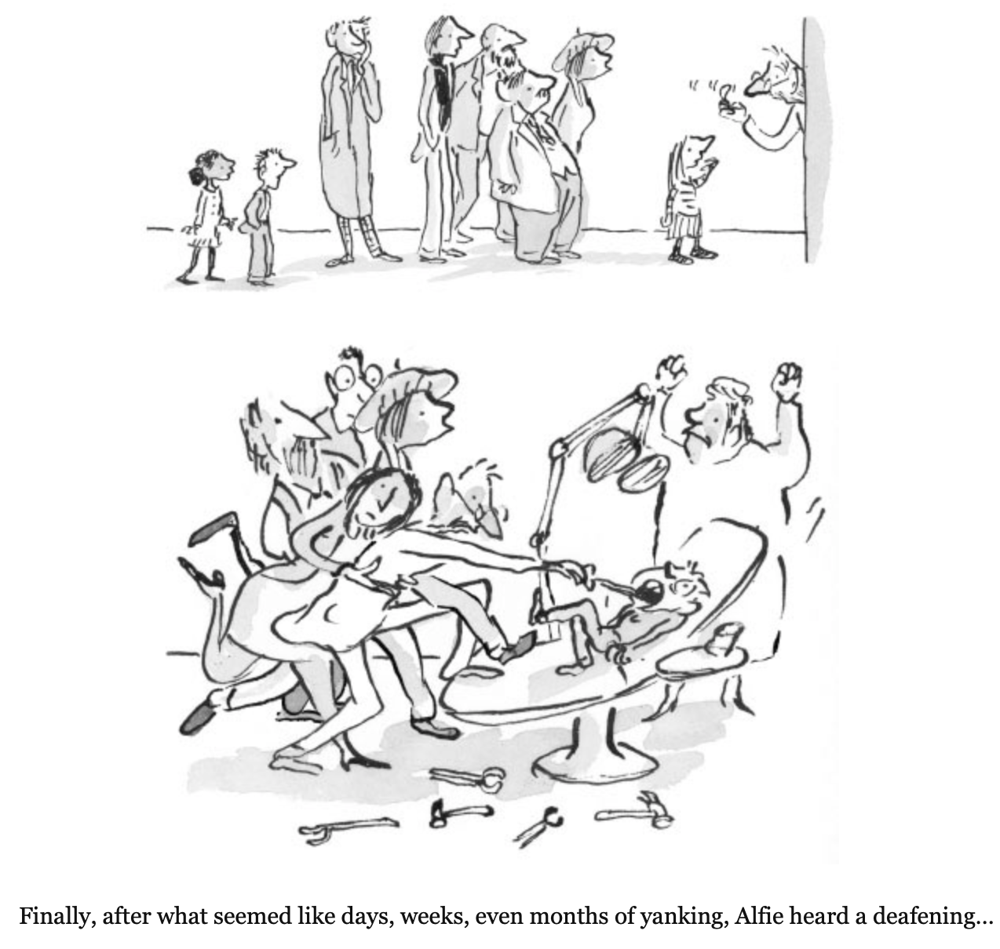 Finally, after what seemed like days, weeks, even months of yanking, Alfie heard a deafening...